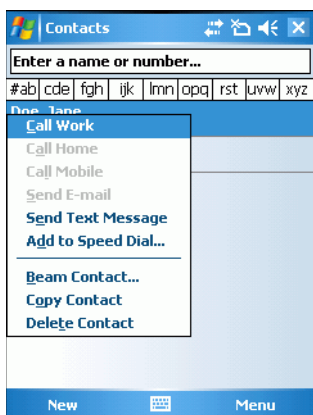 Contacts
Enter a name or number...
#ab cde fgh ijk lmn opq rst uvw xyz
Doe, Jane
Call Work
Call Home
Call Mobile
Send E-mail
Send Text Message
Add to Speed Dial...
Beam Contact...
Copy Contact
Delete Contact
New Menu